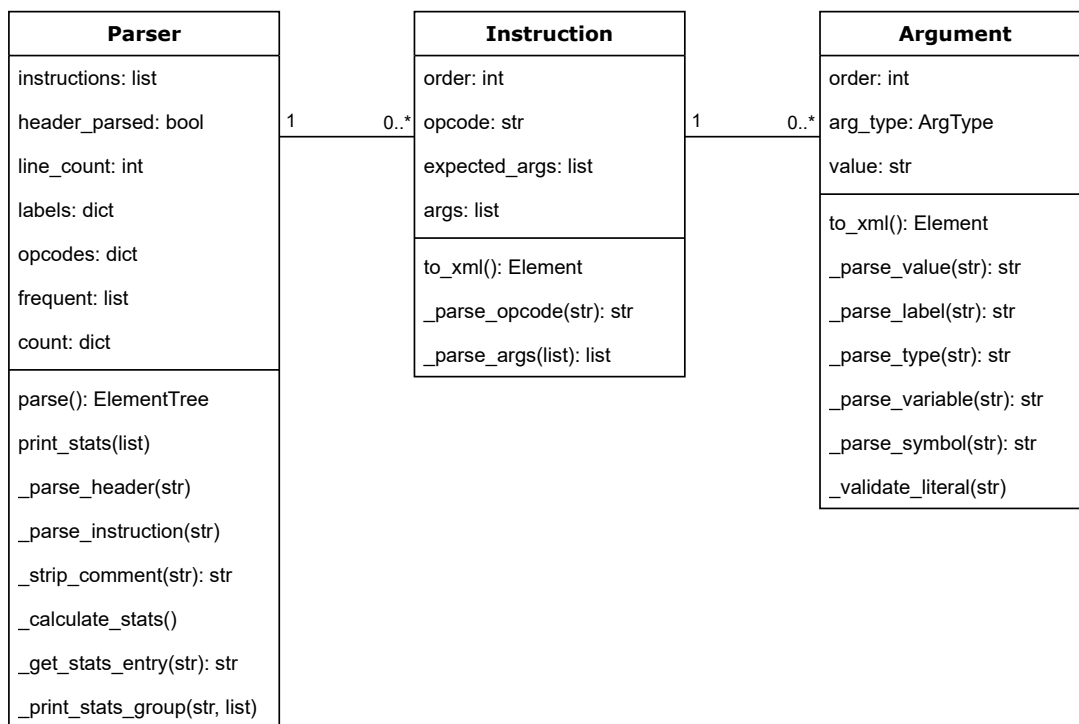 Parser
instructions: list
header_parsed: bool
line_count: int
labels: dict
opcodes: dict
frequent: list
count: dict
parse(): ElementTree
print_stats(list)
_parse_header(str)
_parse_instruction(str)
_strip_comment(str): str
_calculate_stats()
_get_stats_entry(str): str
_print_stats_group(str, list)
1
0..*
Instruction
order: int
opcode: str
expected_args: list
args: list
to_xml(): Element
_parse_opcode(str): str
_parse_args(list): list
1
0..*
Argument
order: int
arg_type: ArgType
value: str
to_xml(): Element
_parse_value(str): str
_parse_label(str): str
_parse_type(str): str
_parse_variable(str): str
_parse_symbol(str): str
_validate_literal(str)